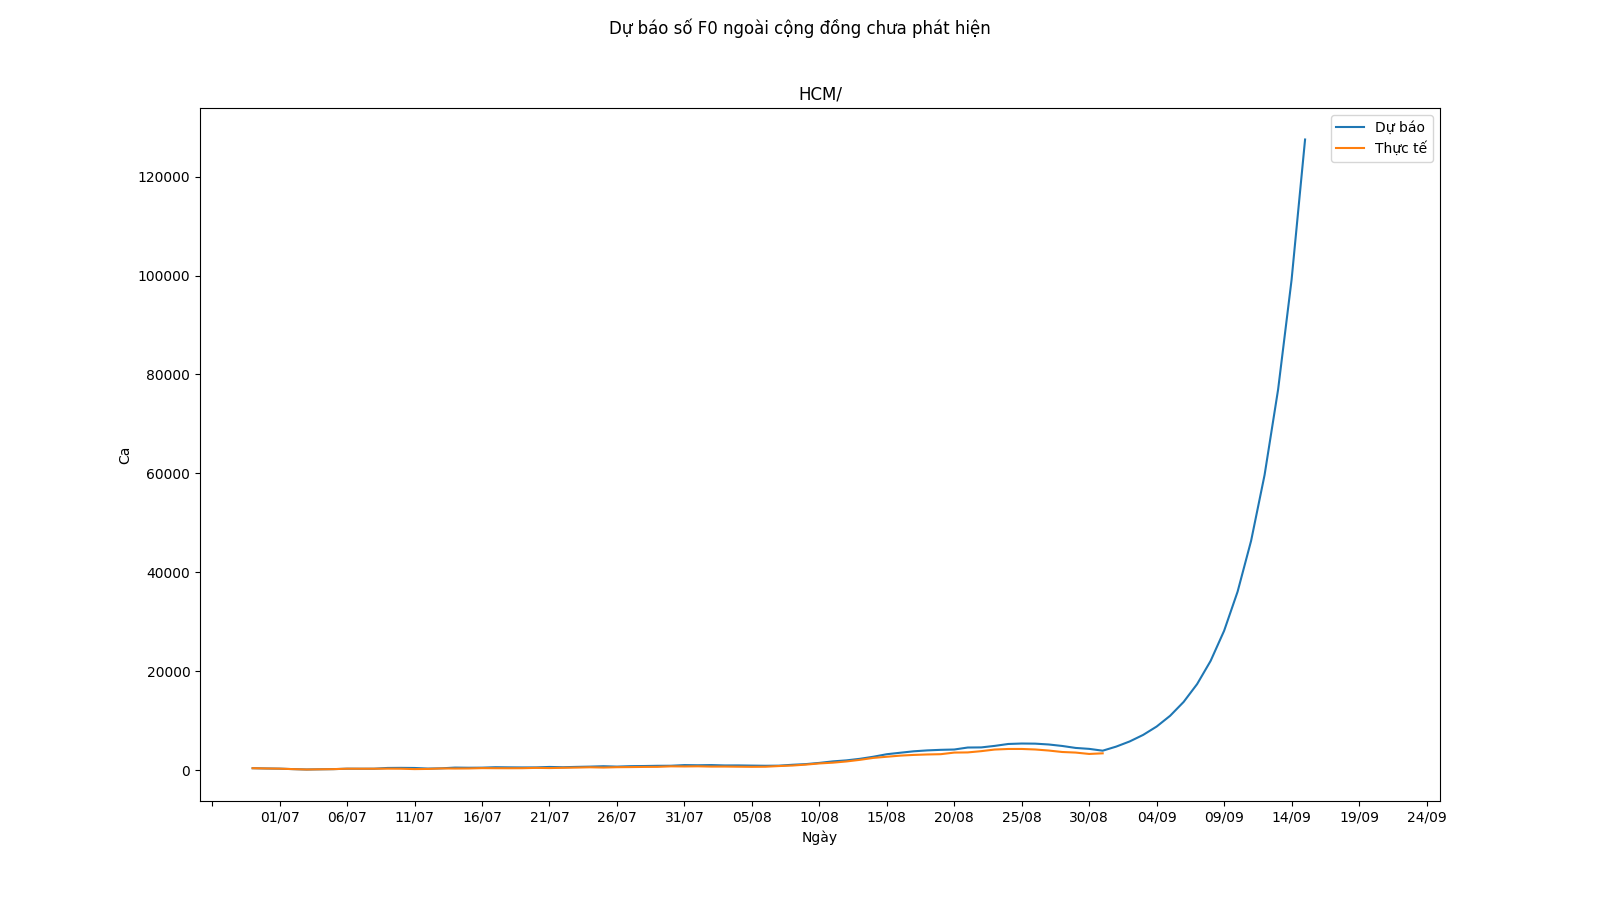 Dự báo số F0 ngoài cộng đồng chưa phát hiện
HCM/
Dự báo
Thực tế
120000
100000
80000
60000
40000
20000
0
Ca
01/07 06/07 11/07 16/07 21/07 26/07 31/07 05/08 10/08 15/08 20/08 25/08 30/08 04/09 09/09 14/09 19/09 24/09
Ngày